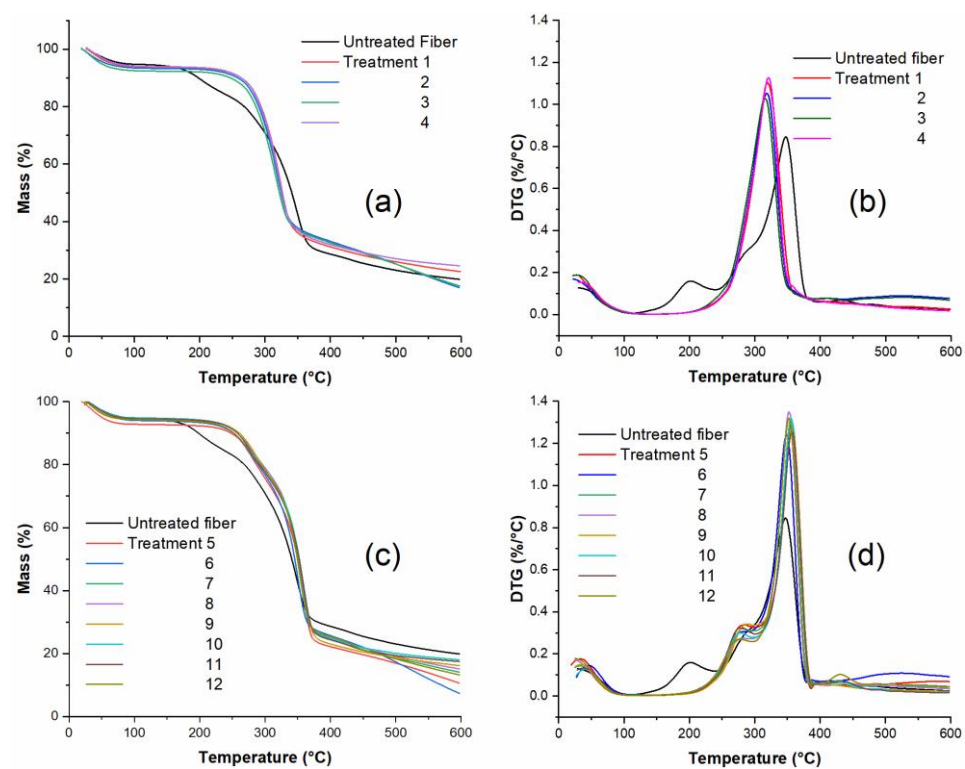 100
80
60
40
20
0
Mass (%)
Untreated Fiber
Treatment 1
2
3
4
(a)
0 100 200 300 400 500 600
Temperature (°C)
1.4
1.2
1.0
0.8
0.6
0.4
0.2
0.0
DTG (%/°C)
Untreated fiber
Treatment 1
2
3
4
(b)
0 100 200 300 400 500 600
Temperature (°C)
100
80
60
40
20
0
Mass (%)
Untreated fiber
Treatment 5
6
7
8
9
10
11
12
(c)
0 100 200 300 400 500 600
Temperature (°C)
1.4
1.2
1.0
0.8
0.6
0.4
0.2
0.0
DTG (%/°C)
Untreated fiber
Treatment 5
6
7
8
9
10
11
12
(d)
0 100 200 300 400 500 600
Temperature (°C)